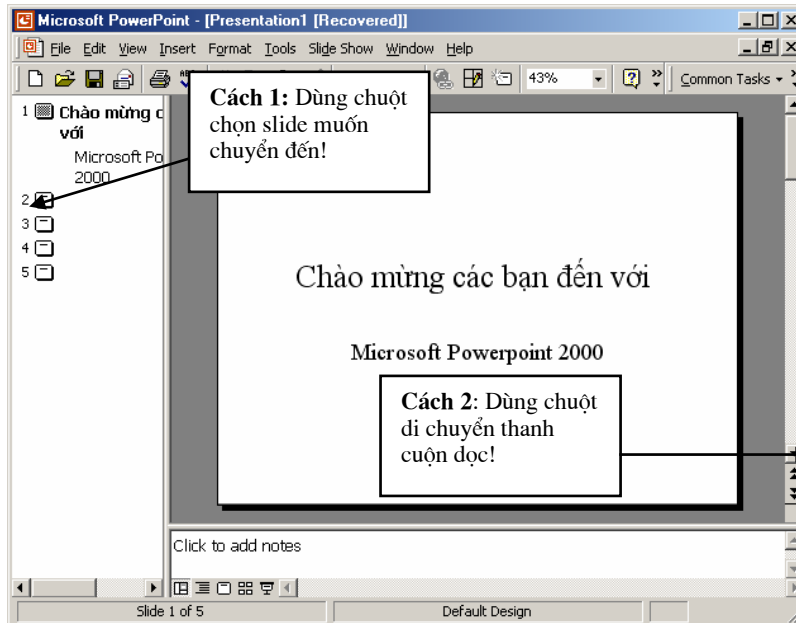 Microsoft PowerPoint - [Presentation1 [Recovered]]
File Edit View Insert Format Tools Slide Show Window Help
43%
Common Tasks
1 Chào mừng c
với
Microsoft Po
2000
2
3
4
5
Cách 1: Dùng chuột
chọn slide muốn
chuyển đến!
Chào mừng các bạn đến với
Microsoft Powerpoint 2000
Cách 2: Dùng chuột
di chuyển thanh
cuộn dọc!
Click to add notes
Slide 1 of 5
Default Design